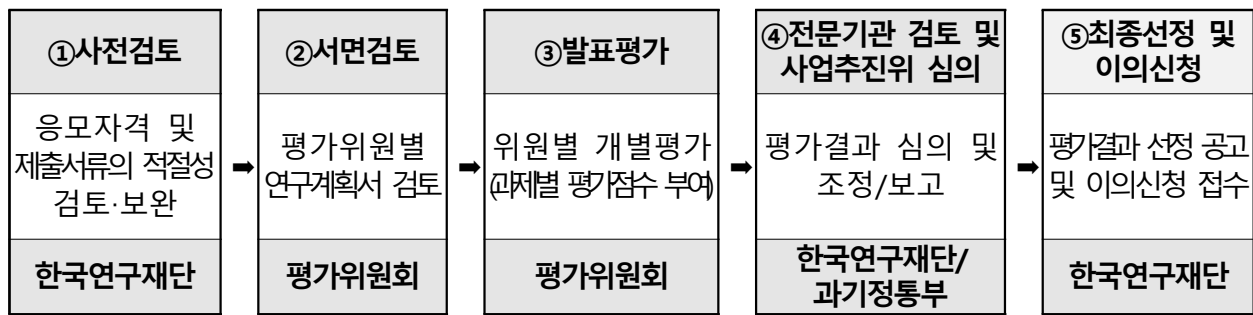 ①사전검토
응모자격 및
제출서류의 적절성
검토·보완
한국연구재단
➡
②서면검토
평가위원별
연구계획서 검토
평가위원회
➡
③발표평가
위원별 개별평가
(과제별 평가점수 부여)
평가위원회
➡
④전문기관 검토 및
사업추진위 심의
평가결과 심의 및
조정/보고
한국연구재단/
과기정통부
➡
⑤최종선정 및
이의신청
평가결과 선정 공고
및 이의신청 접수
한국연구재단